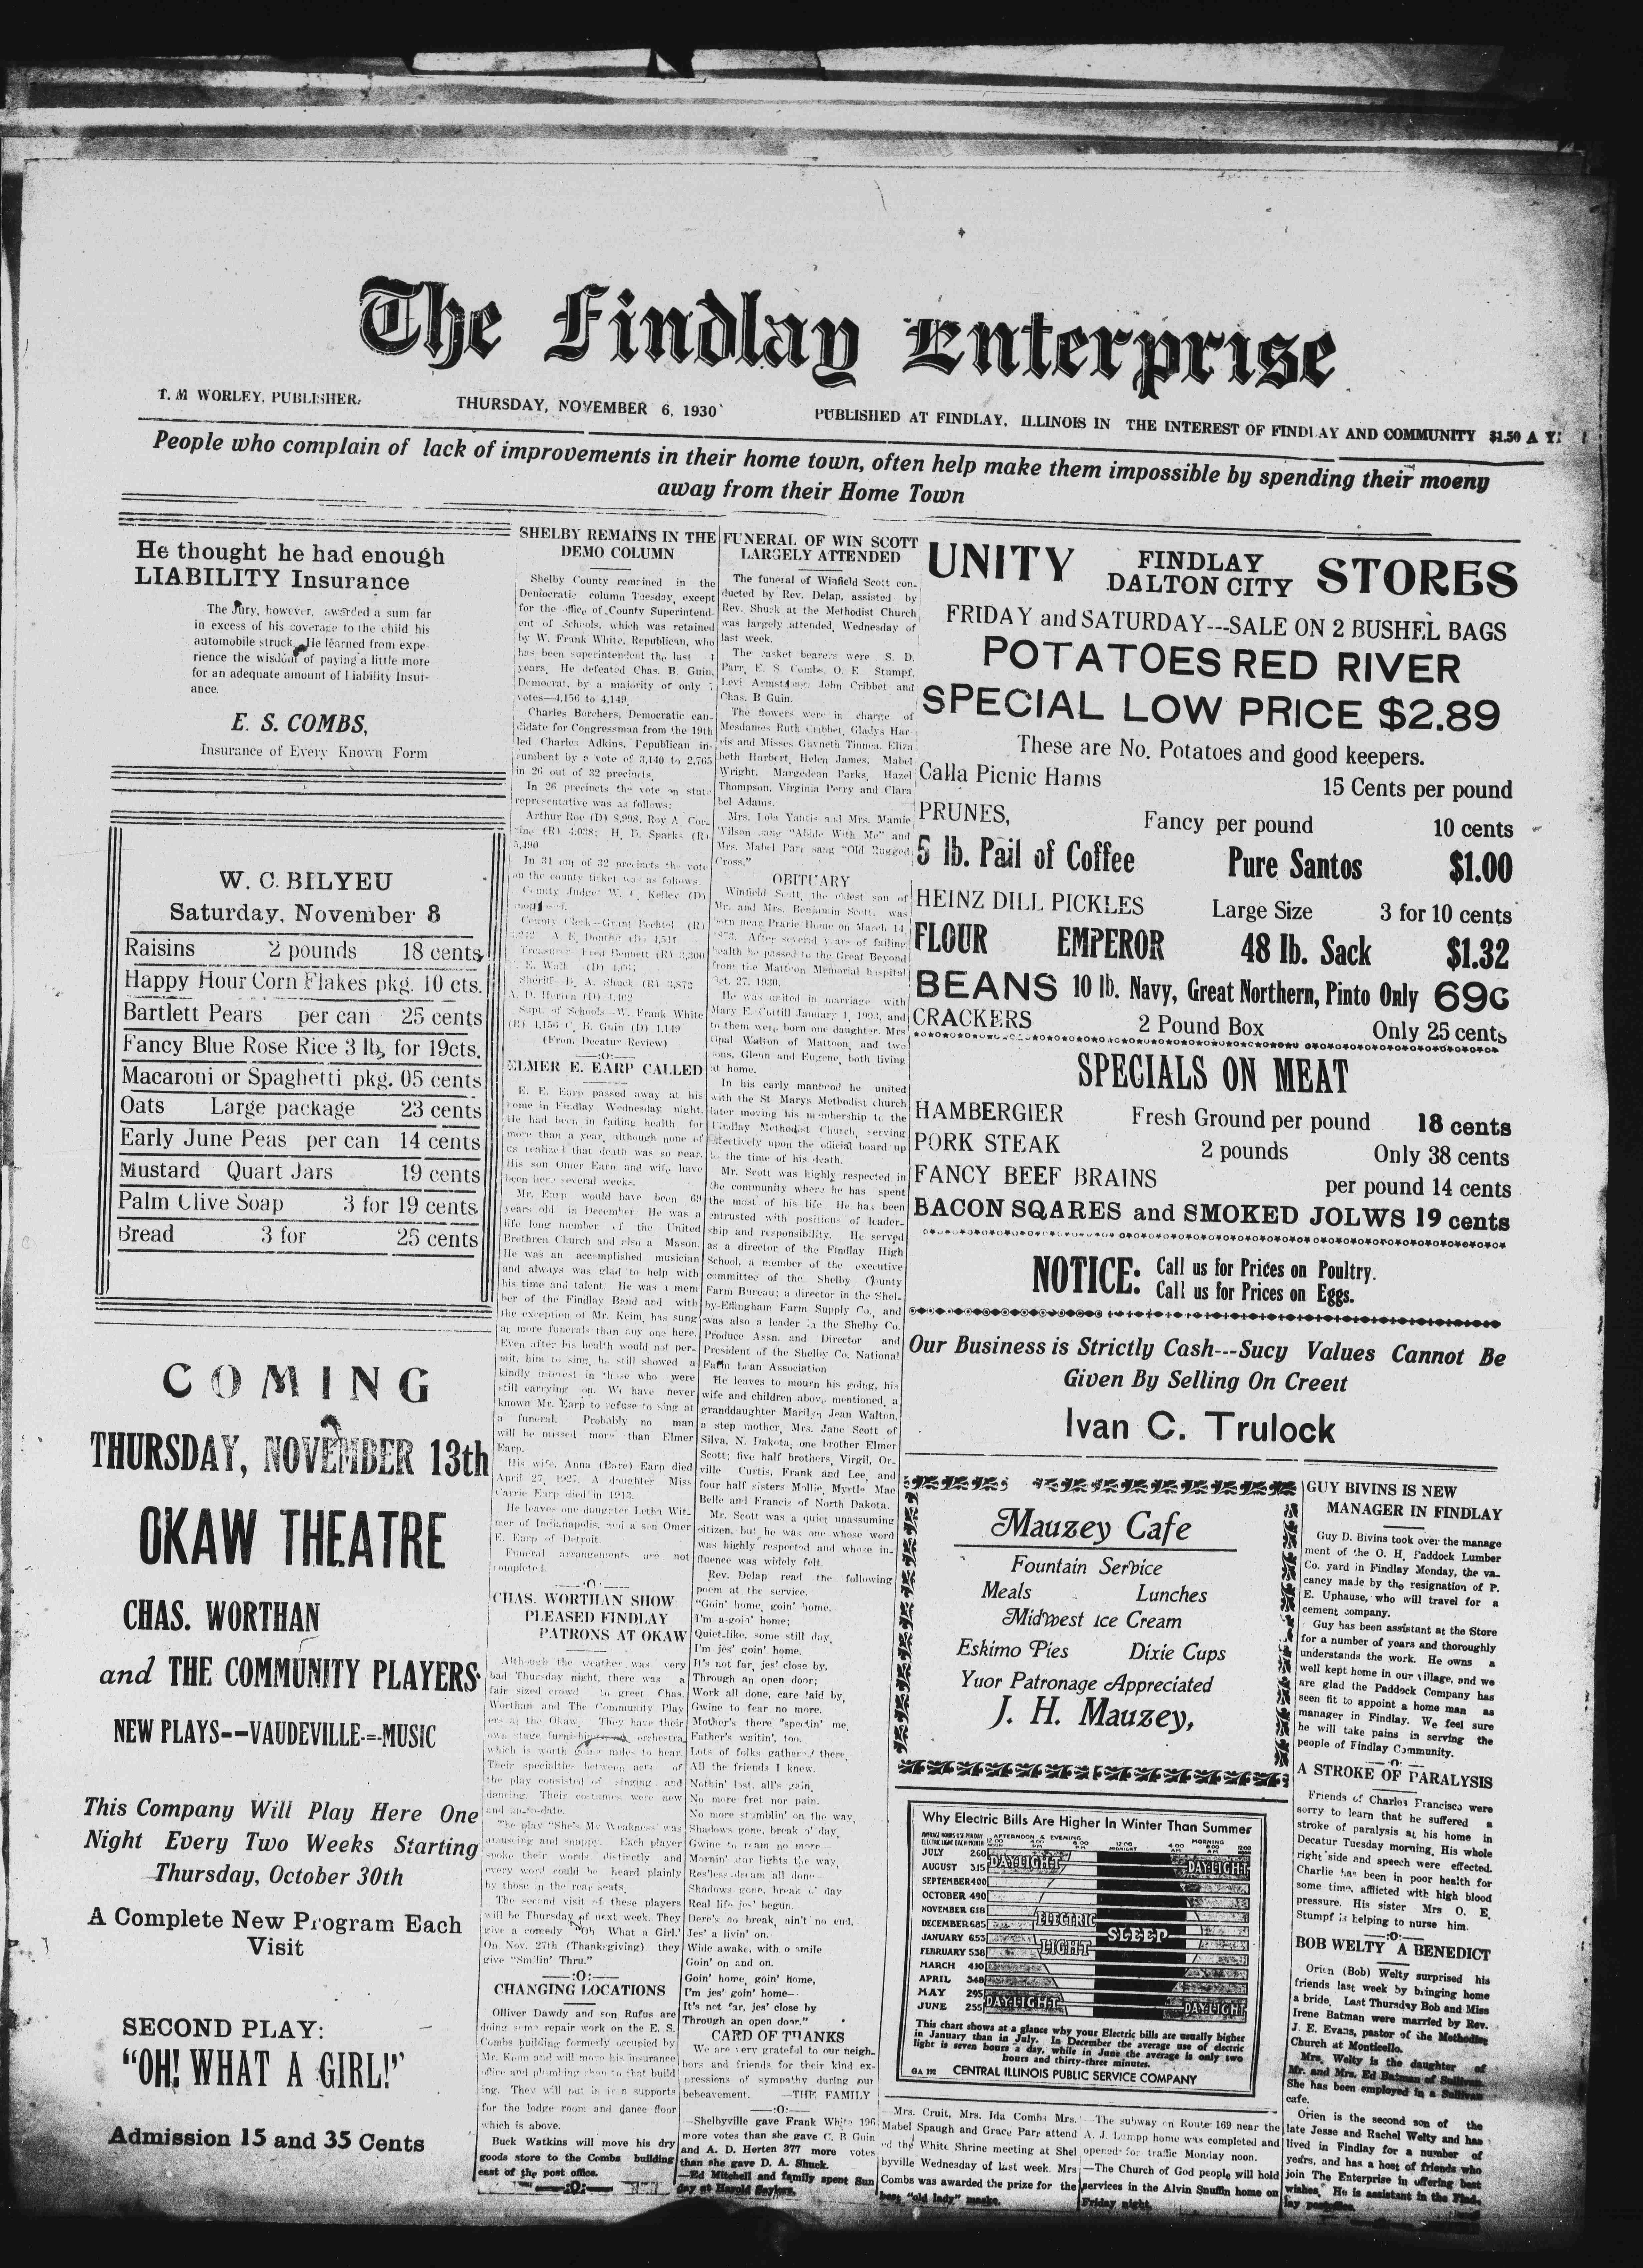 The Findlay Enterprise
T. M WORLEY, PUBLISHER,
THURSDAY, NOVEMBER 6, 1930
PUBLISHED AT FINDLAY, ILLINOIS IN THE INTEREST OF FINDLAY AND COMMUNITY $1.50 A
People who complain of lack of improvements in their home town, often help make them impossible by spending their moeny
away from their Home Town
He thought he had enough
LIABILITY Insurance
The Jury, however, awarded a sum far
in excess of his coverage to the child his
automobile struck. He learned from expe-
rience the wisdom of paying a little more
for an adequate amount of Liability Insur-
ance.
E. S. COMBS,
Insurance of Every Known Form
W. C. BILYEU
Saturday, November 8
Raisins 2 pounds 18 cents
Happy Hour Corn Flakes pkg. 10 cts.
Bartlett Pears per can 25 cents
Fancy Blue Rose Rice 3 lb, for 19cts.
Macaroni or Spaghetti pkg. 05 cents
Oats Large package 23 cents
Early June Peas per can 14 cents
Mustard Quart Jars 19 cents
Palm Clive Soap 3 for 19 cents
Bread 3 for 25 cents
COMING
THURSDAY, NOVEMBER 13th
OKAW THEATRE
CHAS. WORTHAN
and THE COMMUNITY PLAYERS
NEW PLAYS--VAUDEVILLE-=-MUSIC
This Company Will Play Here One
Night Every Two Weeks Starting
Thursday, October 30th
A Complete New Program Each
Visit
SECOND PLAY:
"OH! WHAT A GIRL!"
Admission 15 and 35 Cents
SHELBY REMAINS IN THE
DEMO COLUMN
Shelby County remrined in the
Democratic column Tuesday, except
for the office of County Superintend-
ent of Schools, which was retained
by W. Frank White, Republican, who
has been superintendent the last 4
years. He defeated Chas. B. Guin,
Democrat, by a majority of only 7
votes—4,156 to 4,149.
Charles Borchers, Democratic can-
didate for Congressman from the 19th
led Charles Adkins, Republican in-
cumbent by a vote of 3,140 to 2,765
in 26 out of 32 precincts.
In 26 precincts the vote on state
representative was as follows:
Arthur Roe (D) 8,998, Roy A. Cor-
zine (R) 4,038; H. D. Sparks (R)
5,490
In 31 out of 32 precincts the vote
on the county ticket was as follows.
County Judge W. C. Kelley (D)
County Clerk—Grant Bechtel (R)
A. F. Douthit (D) 4,514
Treasurer Fred Bennett (R) 3,300
E. Wall (D)
Sheriff—D. A. Shuck (R) 3,872
A. D. Herten (D) 4,102
Supt. of Schools—W. Frank White
(R) 4,156 C. B. Guin (D) 4,149
(From Decatur Review)
ELMER E. EARP CALLED
E. E. Earp passed away at his
home in Findlay Wednesday night.
He had been in failing health for
more than a year, although none of
us realized that death was so near.
His son Omer Earp and wife have
been here several weeks.
Mr. Earp would have been 69
years old in December He was a
life long member of the United
Brethren Church and also a Mason.
He was an accomplished musician
and always was glad to help with
his time and talent. He was a mem
ber of the Findlay Band and with
the exception of Mr. Keim, has sung
at more funerals than any one here.
Even after his health would not per-
mit, him to sing, he still showed a
kindly interest in those who were
still carrying on. We have never
known Mr. Earp to refuse to sing at
a funeral. Probably no man
will be missed more than Elmer
Earp.
His wife, Anna (Bare) Earp died
April 27, 1927. A daughter Miss
Carrie Earp died in 1913.
He leaves one daughter Letha Wit-
mer of Indianapolis, and a son Omer
E. Earp of Detroit.
Funeral arrangements are not
completed.
CHAS. WORTHAN SHOW
PLEASED FINDLAY
PATRONS AT OKAW
Although the weather was very
bad Thursday night, there was a
fair sized crowd to greet Chas.
Worthan and The Community Play
ers at the Okaw. They have their
own stage furnishings, orchestra
which is worth going miles to hear.
Their specialties between acts of
the play consisted of singing and
dancing. Their costumes were new
and up-to-date.
The play "She's My Weakness" was
amusing and snappy. Each player
spoke their words distinctly and
every word could be heard plainly
by those in the rear seats.
The second visit of these players
will be Thursday of next week. They
give a comedy "Oh What a Girl."
On Nov. 27th (Thanksgiving) they
give "Smilin' Thru."
:O:
CHANGING LOCATIONS
Olliver Dawdy and son Rufus are
doing some repair work on the E. S.
Combs building formerly occupied by
Mr. Keim and will move his insurance
office and plumbing shop to that build
ing. They will put in iron supports
for the lodge room and dance floor
which is above.
Buck Watkins will move his dry
goods store to the Combs building
east of the post office.
FUNERAL OF WIN SCOTT
LARGELY ATTENDED
The funeral of Winfield Scott con-
ducted by Rev. Delap, assisted by
Rev. Shuck at the Methodist Church
was largely attended, Wednesday of
last week.
The casket bearers were S. D.
Parr, E. S. Combs, O. E. Stumpf,
Levi Armstrong, John Cribbet and
Chas. B Guin.
The flowers were in charge of
Mesdames Ruth Cribbet, Gladys Har
ris and Misses Guyneth Tinnea, Eliza
beth Harbert, Helen James, Mabel
Wright, Margedean Parks, Hazel
Thompson, Virginia Perry and Clara
bel Adams.
Mrs. Lola Yantis and Mrs. Mamie
Wilson sang "Abide With Me" and
Mrs. Mabel Parr sang "Old Rugged
Cross."
OBITUARY
Winfield Scott, the eldest son of
Mr. and Mrs. Benjamin Scott, was
born near Prarie Home on March 14,
After several years of failing
health he passed to the Great Beyond
from the Mattoon Memorial hospital
Oct. 27, 1930.
He was united in marriage with
Mary E. Cuttill January 1, 1903, and
to them were born one daughter, Mrs
Opal Walton of Mattoon, and two
sons, Glenn and Eugene, both living
at home.
In his early manhood he united
with the St Marys Methodist church
later moving his membership to the
Findlay Methodist Church, serving
effectively upon the official board up
to the time of his death.
Mr. Scott was highly respected in
the community where he has spent
the most of his life He has been
entrusted with positions of leader-
ship and responsibility. He served
as a director of the Findlay High
School, a member of the executive
committee of the Shelby County
Farm Bureau; a director in the Shel-
by-Effingham Farm Supply Co., and
was also a leader in the Shelby Co.
Produce Assn. and Director and
President of the Shelby Co. National
Farm Loan Association
He leaves to mourn his going, his
wife and children above mentioned, a
granddaughter Marilyn Jean Walton,
a step mother, Mrs. Jane Scott of
Silva, N. Dakota, one brother Elmer
Scott; five half brothers, Virgil, Or-
ville Curtis, Frank and Lee, and
four half sisters Mollie, Myrtle Mae
Belle and Francis of North Dakota.
Mr. Scott was a quiet unassuming
citizen, but he was one whose word
was highly respected and whose in-
fluence was widely felt.
Rev. Delap read the following
poem at the service.
"Goin' home, goin' home,
I'm a-goin' home;
Quiet-like, some still day,
I'm jes' goin' home.
It's not far, jes' close by,
Through an open door;
Work all done, care laid by,
Gwine to fear no more.
Mother's there "spectin' me,
Father's waitin', too.
Lots of folks gathered there,
All the friends I knew.
Nothin' lost, all's gain,
No more fret nor pain.
No more stumblin' on the way,
Shadows gone, break o' day,
Gwine to roam no more—
Mornin' star lights the way,
Res'less dream all done—
Shadows gone, break o' day
Real life jes' begun.
Dere's no break, ain't no end,
Jes' a livin' on.
Wide awake, with o smile
Goin' on and on.
Goin' home, goin' home,
I'm jes' goin' home—
It's not far, jes' close by
Through an open door."
CARD OF THANKS
We are very grateful to our neigh-
bors and friends for their kind ex-
pressions of sympathy during our
bebeavement. —THE FAMILY
:O:
—Shelbyville gave Frank White 196
more votes than she gave C. B Guin
and A. D. Herten 377 more votes
than she gave D. A. Shuck.
—Ed Mitchell and family spent Sun
day at Harold Saylors.
UNITY FINDLAY
DALTON CITY STORES
FRIDAY and SATURDAY---SALE ON 2 BUSHEL BAGS
POTATOES RED RIVER
SPECIAL LOW PRICE $2.89
These are No. Potatoes and good keepers.
Calla Picnic Hams 15 Cents per pound
PRUNES, Fancy per pound 10 cents
5 lb. Pail of Coffee Pure Santos $1.00
HEINZ DILL PICKLES Large Size 3 for 10 cents
FLOUR EMPEROR 48 lb. Sack $1.32
BEANS 10 lb. Navy, Great Northern, Pinto Only 69C
CRACKERS 2 Pound Box Only 25 cents
SPECIALS ON MEAT
HAMBERGIER Fresh Ground per pound 18 cents
PORK STEAK 2 pounds Only 38 cents
FANCY BEEF BRAINS per pound 14 cents
BACON SQARES and SMOKED JOLWS 19 cents
NOTICE: Call us for Prices on Poultry.
Call us for Prices on Eggs.
Our Business is Strictly Cash---Sucy Values Cannot Be
Given By Selling On Creeit
Ivan C. Trulock
Mauzey Cafe
Fountain Service
Meals Lunches
Midwest Ice Cream
Eskimo Pies Dixie Cups
Yuor Patronage Appreciated
J. H. Mauzey,
Why Electric Bills Are Higher In Winter Than Summer
AVERAGE HOURS USE PER DAY
ELECTRIC LIGHT EACH MONTH
AFTERNOON & EVENING
MIDNIGHT
MORNING
JULY 260
AUGUST 315
SEPTEMBER 400
OCTOBER 490
NOVEMBER 618
DECEMBER 685
JANUARY 653
FEBRUARY 538
MARCH 410
APRIL 348
MAY 295
JUNE 255
DAYLIGHT
DAYLIGHT
ELECTRIC
LIGHT
SLEEP
DAYLIGHT
DAYLIGHT
This chart shows at a glance why your Electric bills are usually higher
in January than in July. In December the average use of electric
light is seven hours a day, while in June the average is only two
hours and thirty-three minutes.
GA 192 CENTRAL ILLINOIS PUBLIC SERVICE COMPANY
—Mrs. Cruit, Mrs. Ida Combs Mrs.
Mabel Spaugh and Grace Parr attend
ed the White Shrine meeting at Shel
byville Wednesday of last week. Mrs
Combs was awarded the prize for the
best "old lady" maske.
—The subway on Route 169 near the
A. J. Lumpp home was completed and
opened for traffic Monday noon.
—The Church of God people will hold
services in the Alvin Snuffin home on
Friday night.
GUY BIVINS IS NEW
MANAGER IN FINDLAY
Guy D. Bivins took over the manage
ment of the O. H. Paddock Lumber
Co. yard in Findlay Monday, the va-
cancy made by the resignation of P.
E. Uphause, who will travel for a
cement company.
Guy has been assistant at the Store
for a number of years and thoroughly
understands the work. He owns a
well kept home in our village, and we
are glad the Paddock Company has
seen fit to appoint a home man as
manager in Findlay. We feel sure
he will take pains in serving the
people of Findlay Community.
A STROKE OF PARALYSIS
Friends of Charles Francisco were
sorry to learn that he suffered a
stroke of paralysis at his home in
Decatur Tuesday morning. His whole
right side and speech were effected.
Charlie has been in poor health for
some time, afflicted with high blood
pressure. His sister Mrs O. E.
Stumpf is helping to nurse him.
:O:
BOB WELTY A BENEDICT
Orien (Bob) Welty surprised his
friends last week by bringing home
a bride. Last Thursday Bob and Miss
Irene Batman were married by Rev.
J. E. Evans, pastor of the Methodist
Church at Monticello.
Mrs. Welty is the daughter of
Mr. and Mrs. Ed Batman of Sullivan.
She has been employed in a Sullivan
cafe.
Orien is the second son of the
late Jesse and Rachel Welty and has
lived in Findlay for a number of
years, and has a host of friends who
join The Enterprise in offering best
wishes. He is assistant in the Find-
lay postoffice.